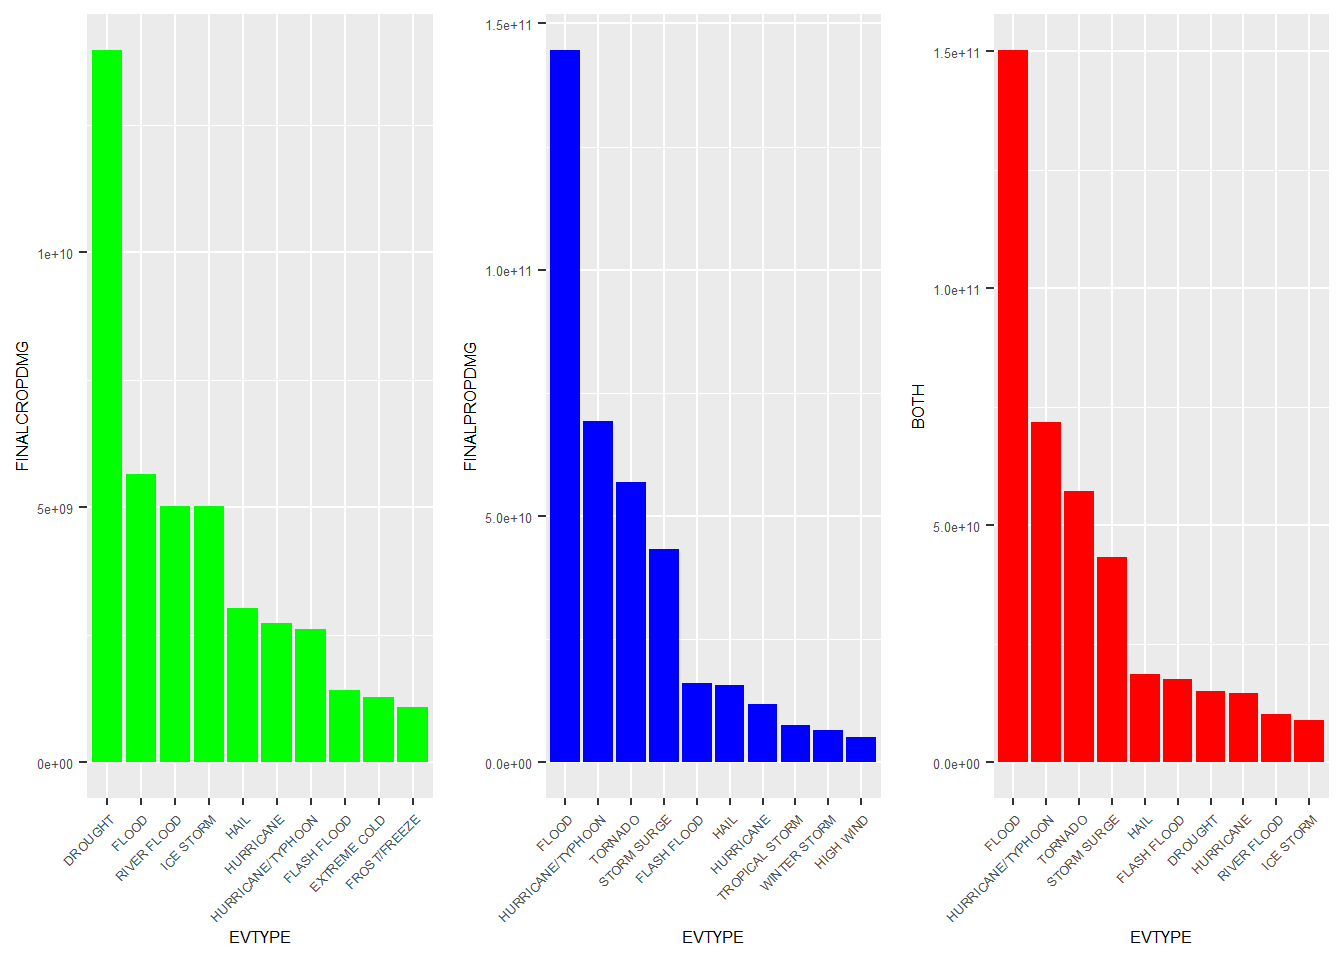 FINALCROPDMG
1e+10
5e+09
0e+00
DROUGHT
FLOOD
RIVER FLOOD
ICE STORM
HAIL
HURRICANE
HURRICANE/TYPHOON
FLASH FLOOD
EXTREME COLD
FROST/FREEZE
EVTYPE
FINALPROPDMG
1.5e+11
1.0e+11
5.0e+10
0.0e+00
FLOOD
HURRICANE/TYPHOON
TORNADO
STORM SURGE
FLASH FLOOD
HAIL
HURRICANE
TROPICAL STORM
WINTER STORM
HIGH WIND
EVTYPE
BOTH
1.5e+11
1.0e+11
5.0e+10
0.0e+00
FLOOD
HURRICANE/TYPHOON
TORNADO
STORM SURGE
HAIL
FLASH FLOOD
DROUGHT
HURRICANE
RIVER FLOOD
ICE STORM
EVTYPE